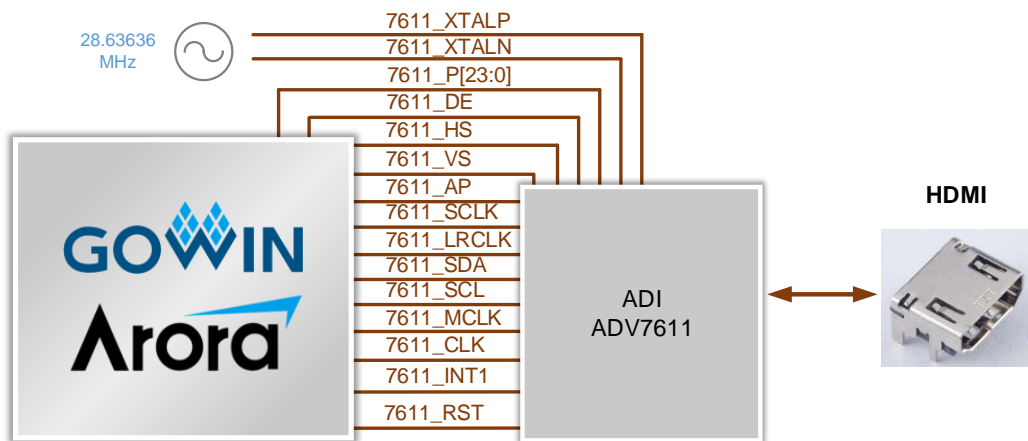 7611_XTALP
28.63636
MHz
7611_XTALN
7611_P[23:0]
7611_DE
7611_HS
7611_VS
7611_AP
7611_SCLK
7611_LRCLK
7611_SDA
7611_SCL
7611_MCLK
7611_CLK
7611_INT1
7611_RST
GOWIN
Arora
ADI
ADV7611
HDMI